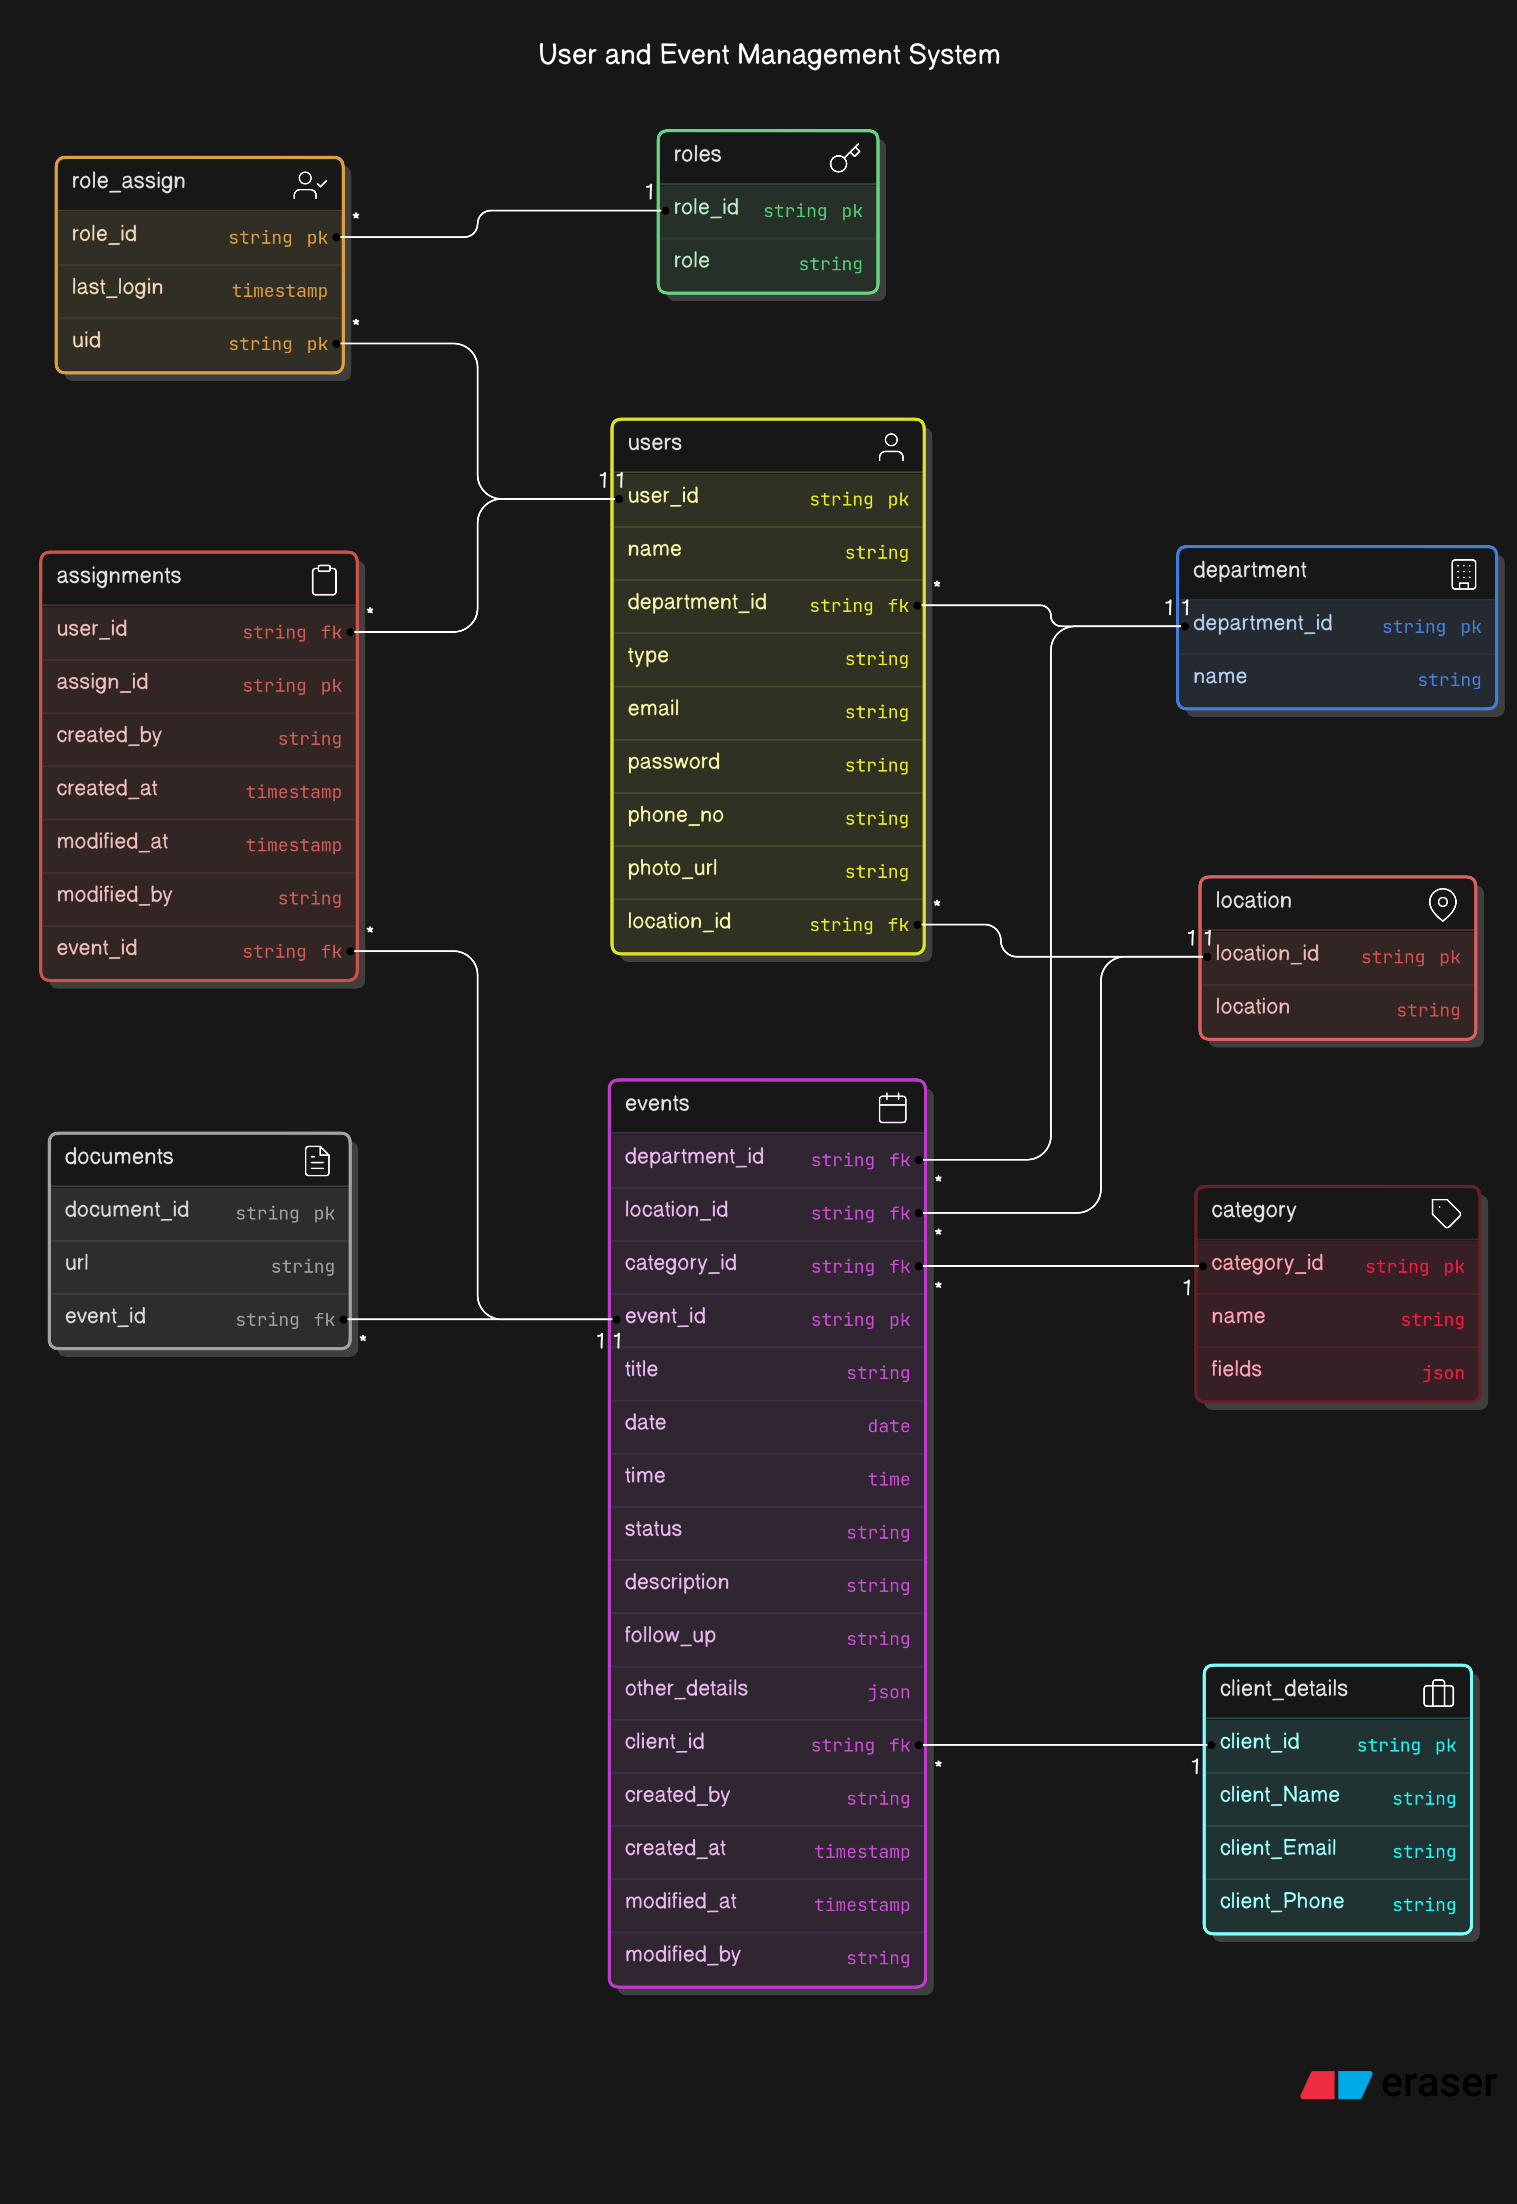 User and Event Management System
role_assign
role_id string pk
last_login timestamp
uid string pk
*
*
roles
role_id string pk
role string
1
users
user_id string pk
name string
department_id string fk
type string
email string
password string
phone_no string
photo_url string
location_id string fk
1 1
*
*
assignments
user_id string fk
assign_id string pk
created_by string
created_at timestamp
modified_at timestamp
modified_by string
event_id string fk
*
*
department
department_id string pk
name string
1 1
location
location_id string pk
location string
1 1
documents
document_id string pk
url string
event_id string fk
*
events
department_id string fk
location_id string fk
category_id string fk
event_id string pk
title string
date date
time time
status string
description string
follow_up string
other_details json
client_id string fk
created_by string
created_at timestamp
modified_at timestamp
modified_by string
1 1
*
*
*
*
category
category_id string pk
name string
fields json
1
client_details
client_id string pk
client_Name string
client_Email string
client_Phone string
1
eraser